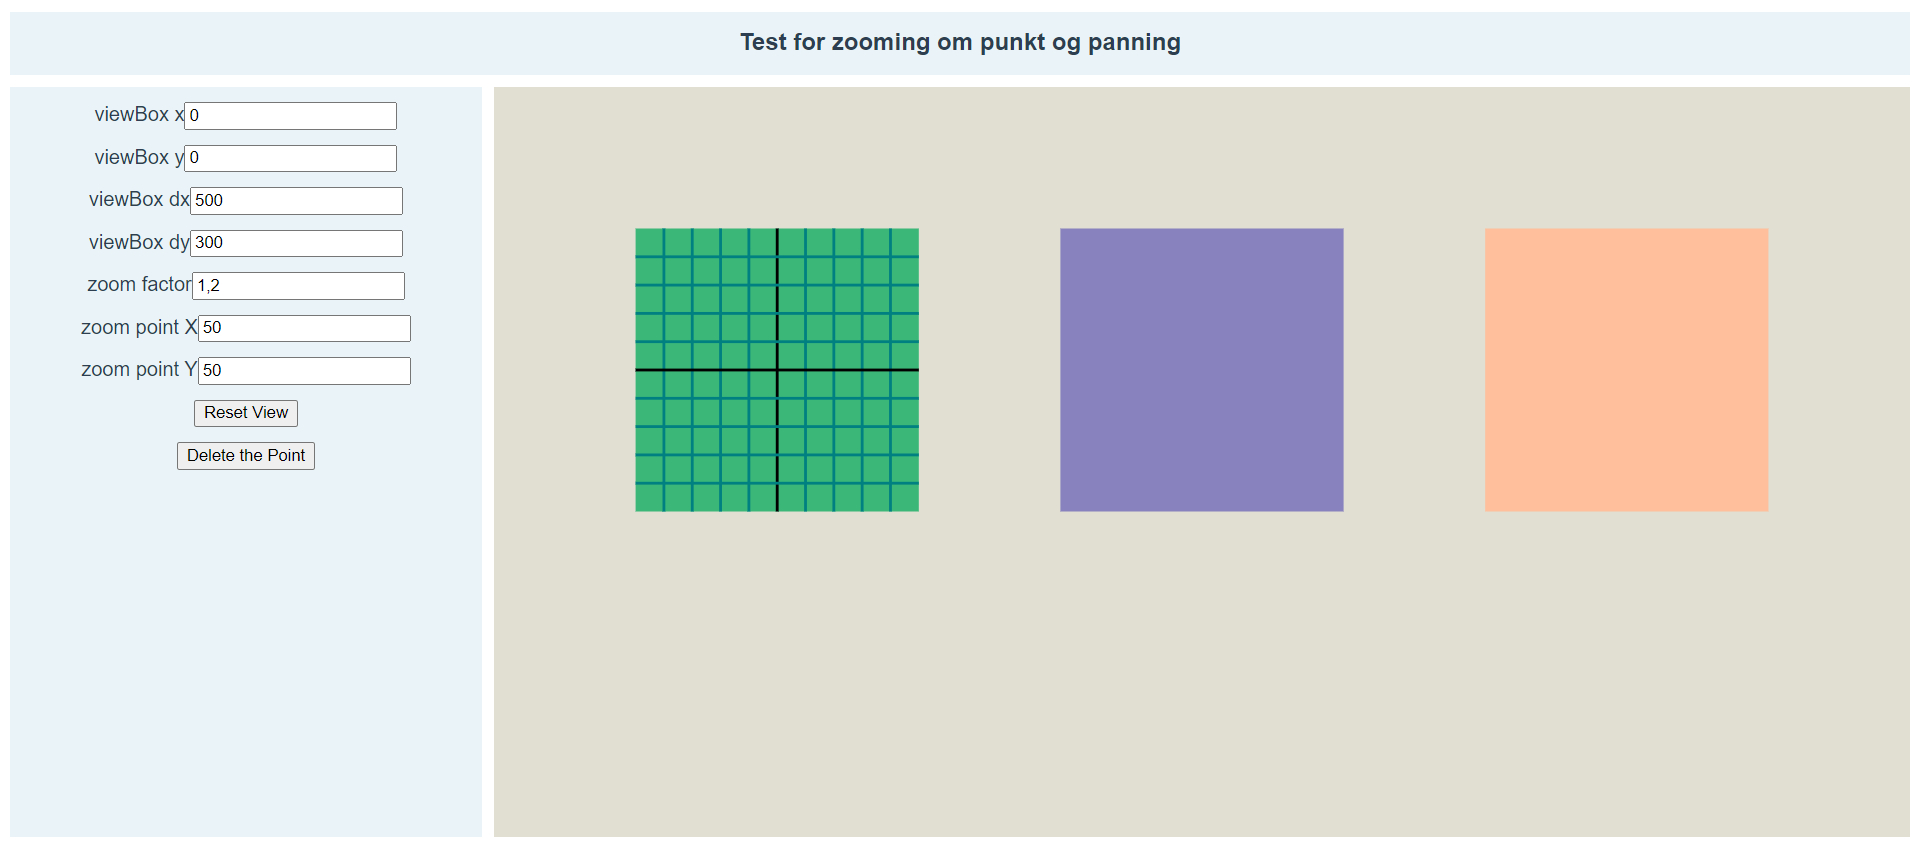 Test for zooming om punkt og panning
viewBox x 0
viewBox y 0
viewBox dx 500
viewBox dy 300
zoom factor 1,2
zoom point X 50
zoom point Y 50
Reset View
Delete the Point